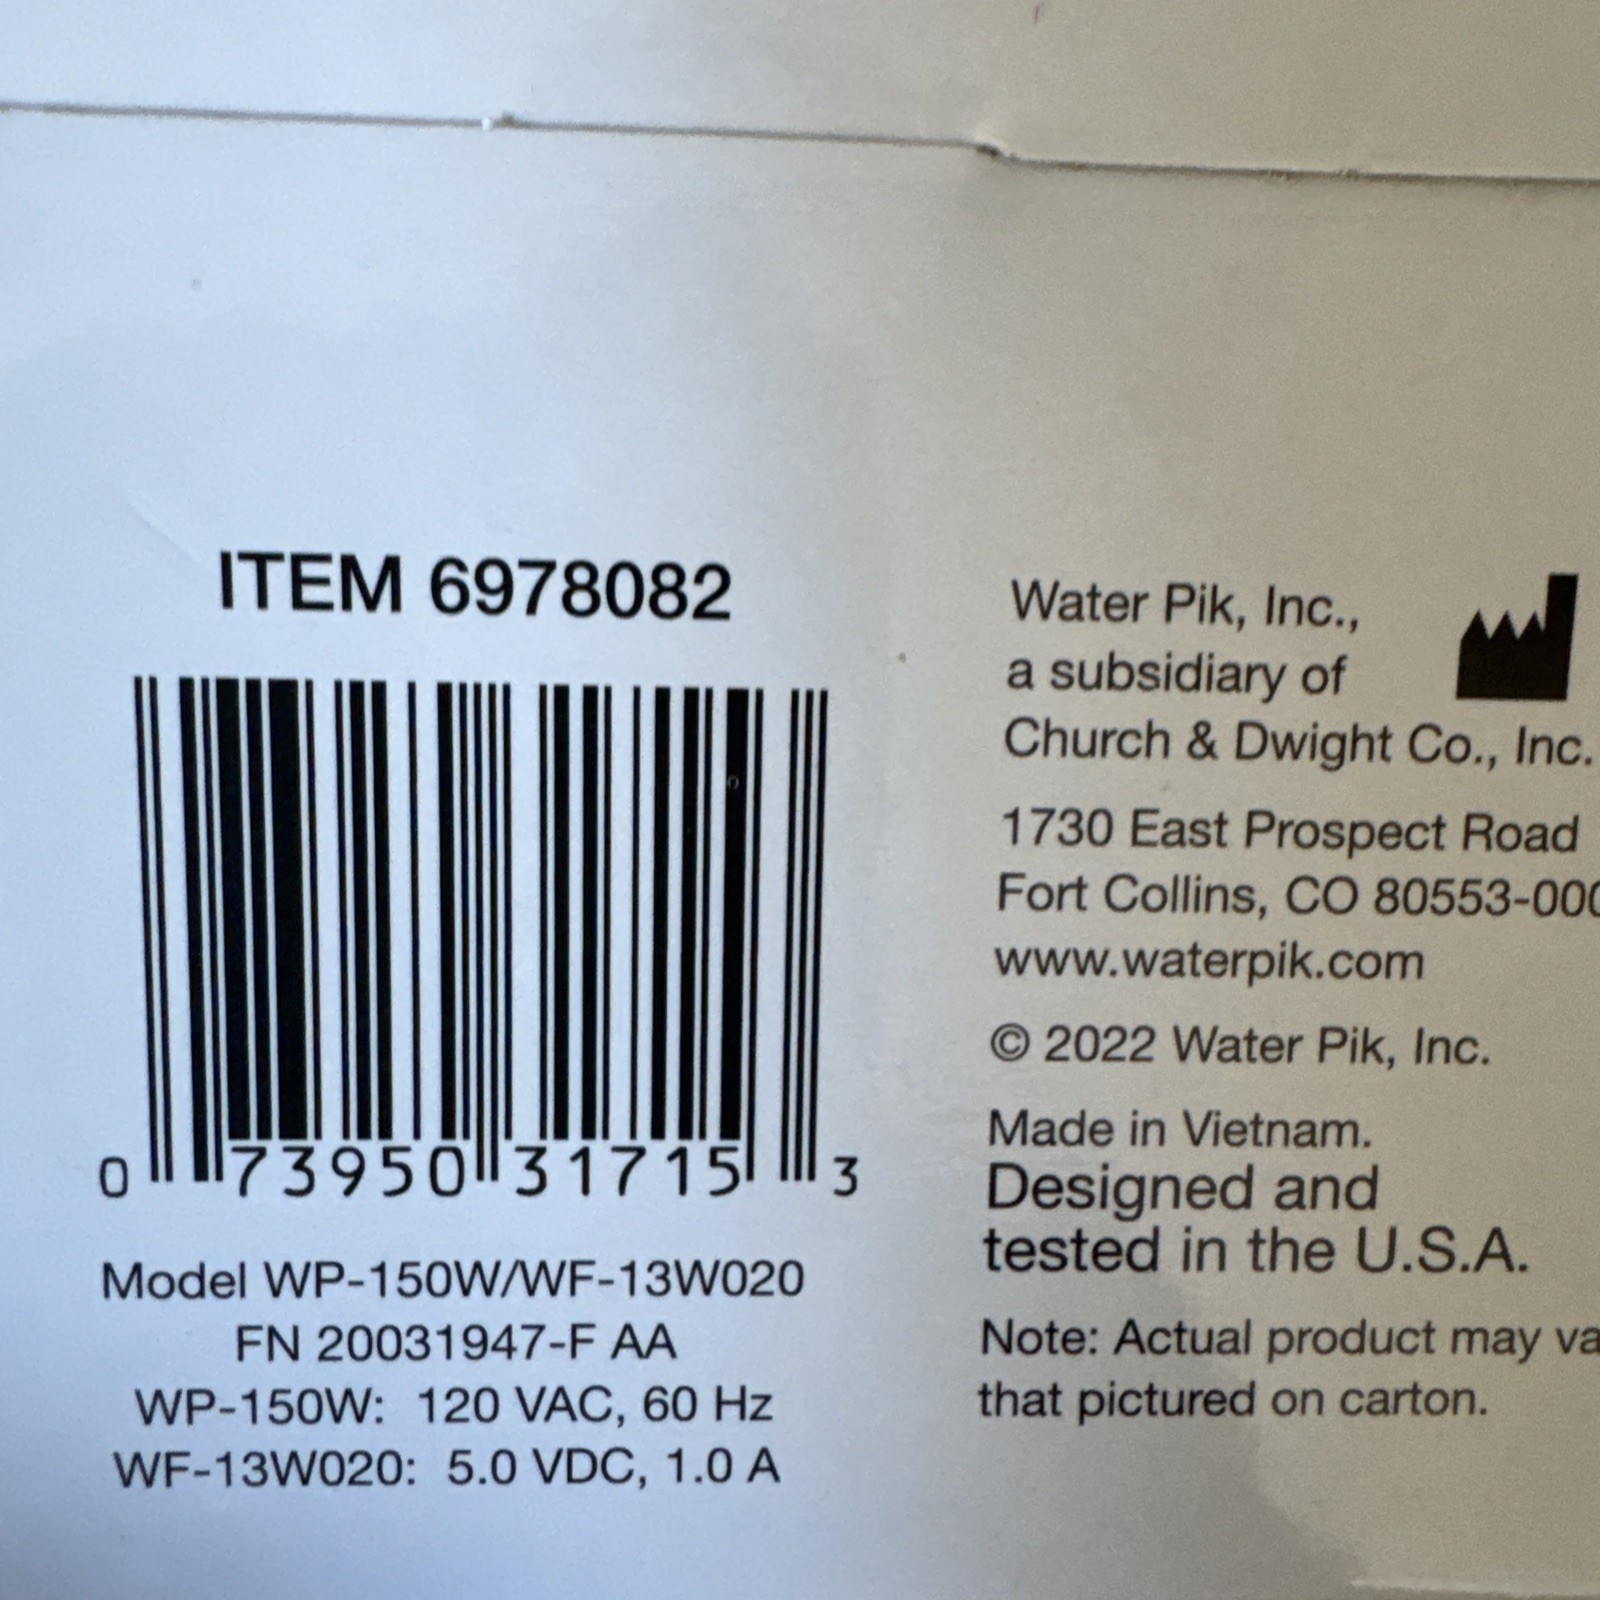 ITEM 6978082
0 73950 31715 3
Model WP-150W/WF-13W020
FN 20031947-F AA
WP-150W: 120 VAC, 60 Hz
WF-13W020: 5.0 VDC, 1.0 A
Water Pik, Inc.,
a subsidiary of
Church & Dwight Co., Inc.
1730 East Prospect Road
Fort Collins, CO 80553-000
www.waterpik.com
© 2022 Water Pik, Inc.
Made in Vietnam.
Designed and
tested in the U.S.A.
Note: Actual product may va
that pictured on carton.